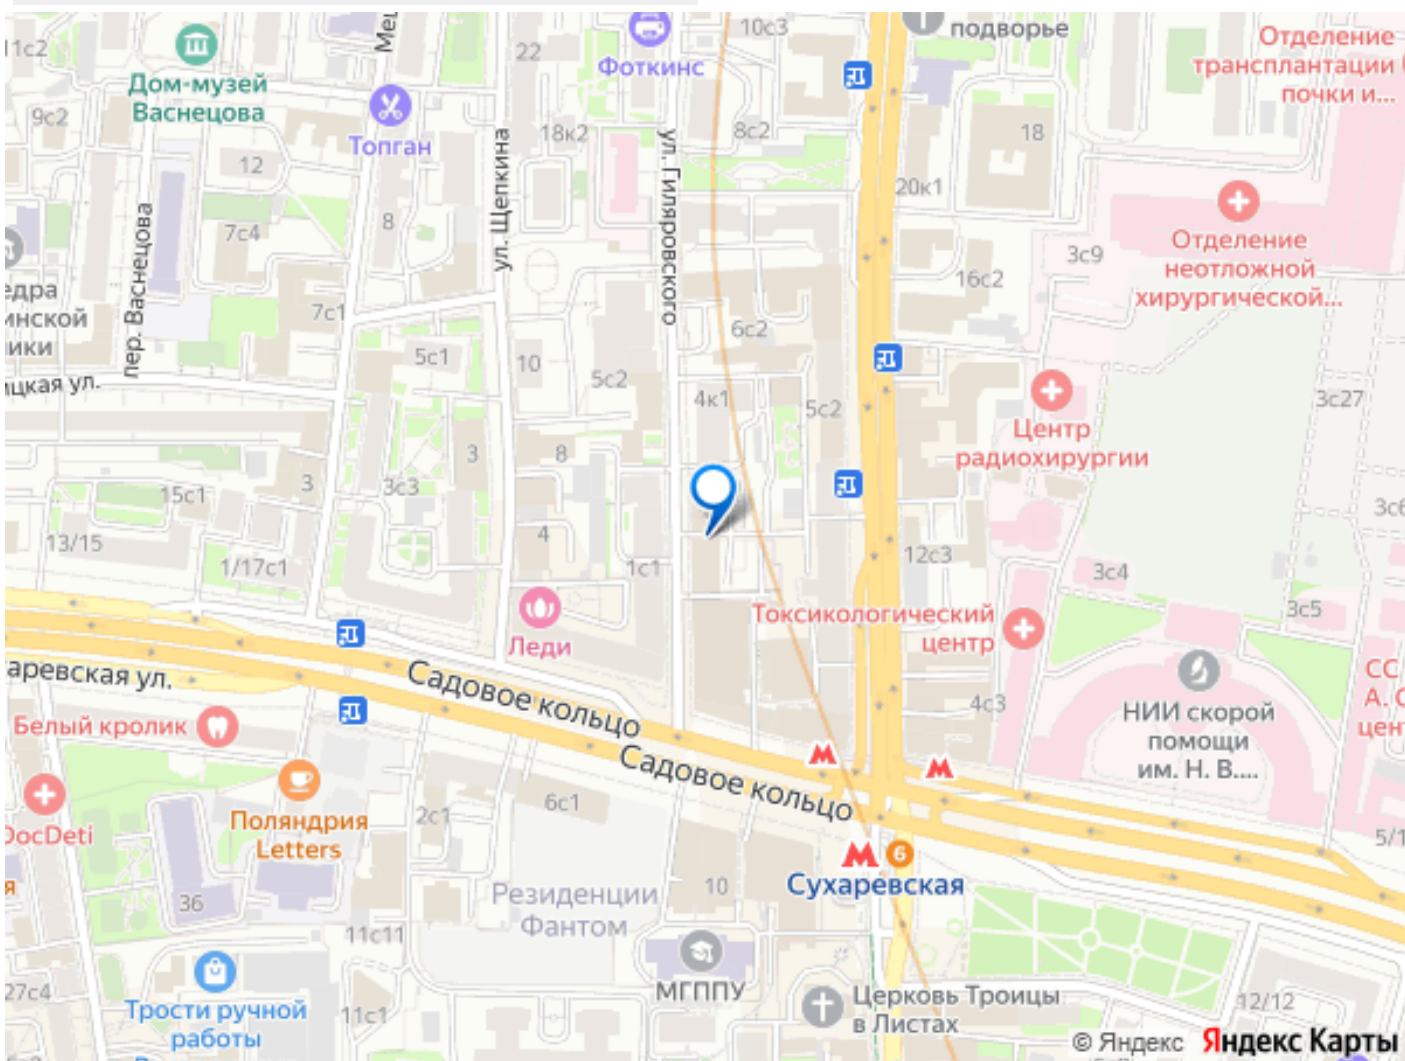 11с2
Дом-музей
Васнецова
9с2
12
Топган
22
Фоткинс
18к2
10с3
8с2
подворье
18
20к1
Отделение
трансплантации
почки и...
Отделение
неотложной
хирургической...
3с9
16с2
ул. Щепкина
ул. Гиляровского
пер. Васнецова
7с4
8
7с1
5с1
10
5с2
6с2
4к1
5с2
Центр
радиохирургии
3с27
15с1
3
3с3
3
8
4
13/15
1/17с1
1с1
12с3
3с4
3с5
Леди
Токсикологический
центр
4с3
НИИ скорой
помощи
им. Н. В....
Садовое кольцо
Садовое кольцо
Белый кролик
DocDeti
Поляндрия
Letters
2с1
6с1
Резиденции
Фантом
10
6
Сухаревская
36
11с11
МГППУ
27с4
Трости ручной
работы
11с1
Церковь Троицы
в Листах
12/12
© Яндекс Яндекс Карты